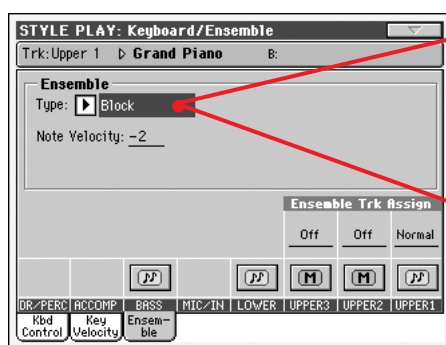 STYLE PLAY: Keyboard/Ensemble
Trk: Upper 1 Grand Piano B:
Ensemble
Type: Block
Note Velocity: -2
Ensemble Trk Assign
Off Off Normal
M M
DR/PERC ACCOMP BASS MIC/IN LOWER UPPER3 UPPER2 UPPER1
Kbd Control Key Velocity Ensem-ble